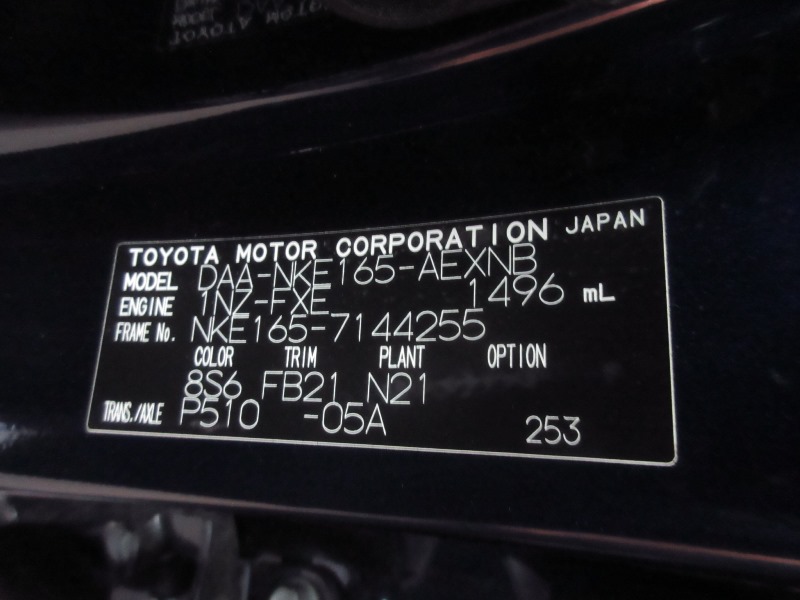 TOYOTA MOTOR CORPORATION JAPAN
MODEL DAA-NKE165-AEXNB
ENGINE 1NZ-FXE 1496 mL
FRAME No. NKE165-7144255
COLOR TRIM PLANT OPTION
8S6 FB21 N21
TRANS./AXLE P510 -05A 253